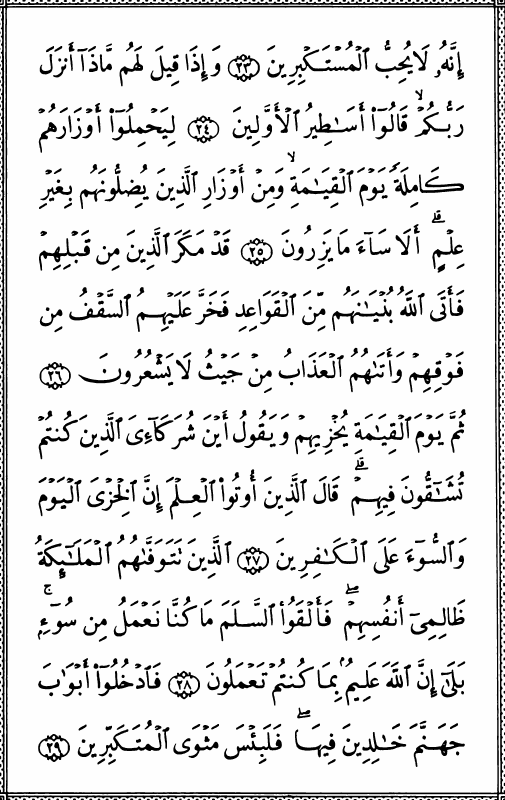 إِنَّهُۥ لَا يُحِبُّ ٱلْمُسْتَكْبِرِينَ ﴿٢٣﴾ وَإِذَا قِيلَ لَهُم مَّاذَآ أَنزَلَ
رَبُّكُمْ ۙ قَالُوٓا۟ أَسَـٰطِيرُ ٱلْأَوَّلِينَ ﴿٢٤﴾ لِيَحْمِلُوٓا۟ أَوْزَارَهُمْ
كَامِلَةً يَوْمَ ٱلْقِيَـٰمَةِ ۙ وَمِنْ أَوْزَارِ ٱلَّذِينَ يُضِلُّونَهُم بِغَيْرِ
عِلْمٍ ۗ أَلَا سَآءَ مَا يَزِرُونَ ﴿٢٥﴾ قَدْ مَكَرَ ٱلَّذِينَ مِن قَبْلِهِمْ
فَأَتَى ٱللَّهُ بُنْيَـٰنَهُم مِّنَ ٱلْقَوَاعِدِ فَخَرَّ عَلَيْهِمُ ٱلسَّقْفُ مِن
فَوْقِهِمْ وَأَتَىٰهُمُ ٱلْعَذَابُ مِنْ حَيْثُ لَا يَشْعُرُونَ ﴿٢٦﴾
ثُمَّ يَوْمَ ٱلْقِيَـٰمَةِ يُخْزِيهِمْ وَيَقُولُ أَيْنَ شُرَكَآءِىَ ٱلَّذِينَ كُنتُمْ
تُشَـٰٓقُّونَ فِيهِمْ ۗ قَالَ ٱلَّذِينَ أُوتُوا۟ ٱلْعِلْمَ إِنَّ ٱلْخِزْىَ ٱلْيَوْمَ
وَٱلسُّوٓءَ عَلَى ٱلْكَـٰفِرِينَ ﴿٢٧﴾ ٱلَّذِينَ تَتَوَفَّىٰهُمُ ٱلْمَلَـٰٓئِكَةُ
ظَالِمِىٓ أَنفُسِهِمْ ۖ فَأَلْقَوُا۟ ٱلسَّلَمَ مَا كُنَّا نَعْمَلُ مِن سُوٓءٍۭ ۚ
بَلَىٰٓ إِنَّ ٱللَّهَ عَلِيمٌۢ بِمَا كُنتُمْ تَعْمَلُونَ ﴿٢٨﴾ فَٱدْخُلُوٓا۟ أَبْوَٰبَ
جَهَنَّمَ خَـٰلِدِينَ فِيهَا ۖ فَلَبِئْسَ مَثْوَى ٱلْمُتَكَبِّرِينَ ﴿٢٩﴾